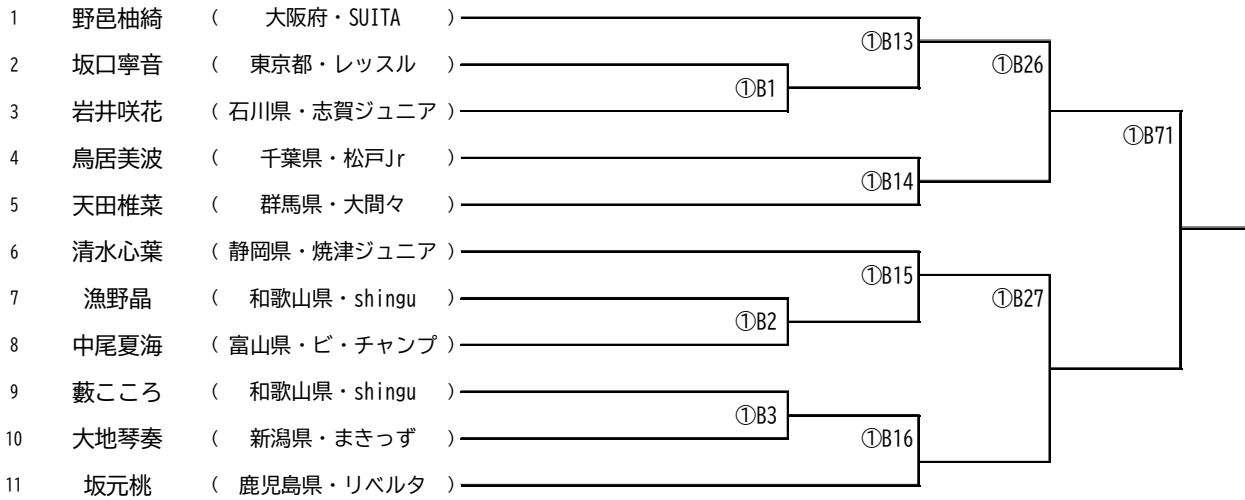 1 野邑柚綺 ( 大阪府・SUITA )
①B13
2 坂口寧音 ( 東京都・レッスル )
①B26
①B1
3 岩井咲花 ( 石川県・志賀ジュニア )
①B71
4 鳥居美波 ( 千葉県・松戸Jr )
①B14
5 天田椎菜 ( 群馬県・大間々 )
6 清水心葉 ( 静岡県・焼津ジュニア )
①B15
7 漁野晶 ( 和歌山県・shingu )
①B27
①B2
8 中尾夏海 ( 富山県・ビ・チャンプ )
9 藪こころ ( 和歌山県・shingu )
①B3
10 大地琴奏 ( 新潟県・まきっず )
①B16
11 坂元桃 ( 鹿児島県・リベルタ )